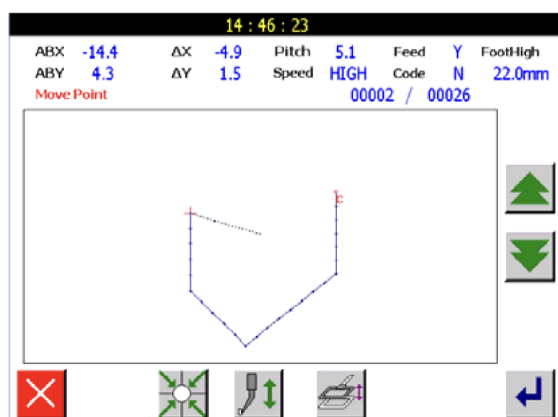 14 : 46 : 23
ABX -14.4 ΔX -4.9 Pitch 5.1 Feed Y FootHigh
ABY 4.3 ΔY 1.5 Speed HIGH Code N 22.0mm
Move Point 00002 / 00026
C